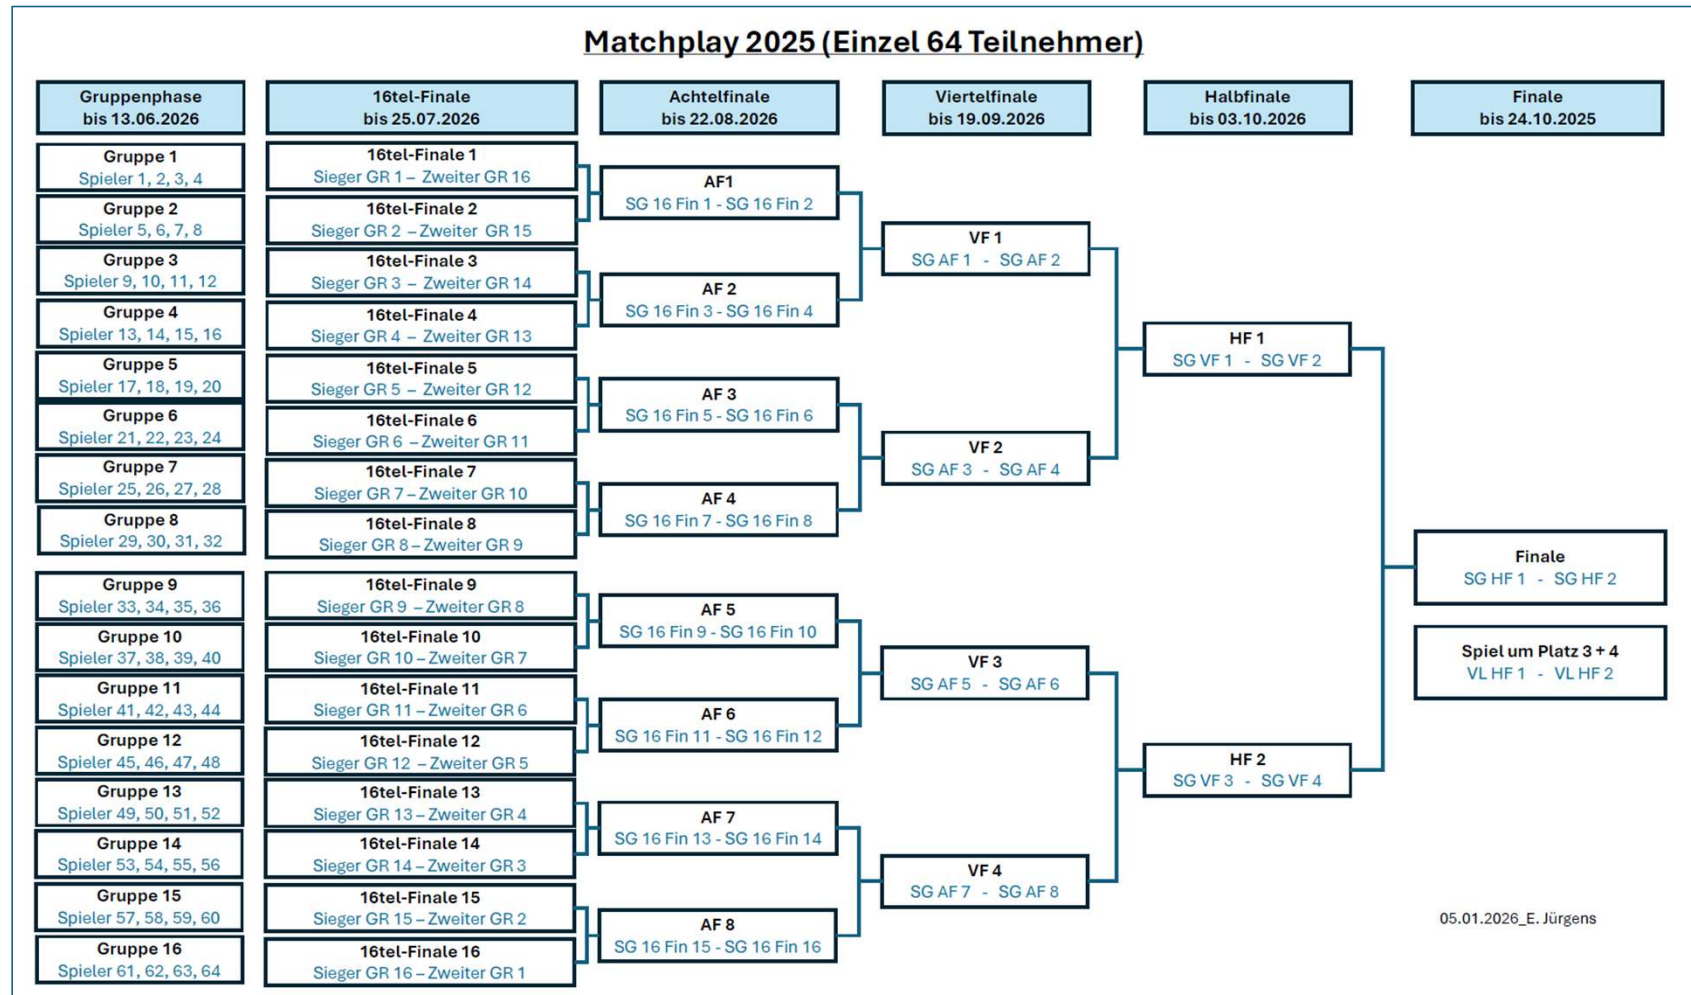 Matchplay 2025 (Einzel 64 Teilnehmer)
Gruppenphase
bis 13.06.2026
Gruppe 1
Spieler 1, 2, 3, 4
Gruppe 2
Spieler 5, 6, 7, 8
Gruppe 3
Spieler 9, 10, 11, 12
Gruppe 4
Spieler 13, 14, 15, 16
Gruppe 5
Spieler 17, 18, 19, 20
Gruppe 6
Spieler 21, 22, 23, 24
Gruppe 7
Spieler 25, 26, 27, 28
Gruppe 8
Spieler 29, 30, 31, 32
Gruppe 9
Spieler 33, 34, 35, 36
Gruppe 10
Spieler 37, 38, 39, 40
Gruppe 11
Spieler 41, 42, 43, 44
Gruppe 12
Spieler 45, 46, 47, 48
Gruppe 13
Spieler 49, 50, 51, 52
Gruppe 14
Spieler 53, 54, 55, 56
Gruppe 15
Spieler 57, 58, 59, 60
Gruppe 16
Spieler 61, 62, 63, 64
16tel-Finale
bis 25.07.2026
16tel-Finale 1
Sieger GR 1 – Zweiter GR 16
16tel-Finale 2
Sieger GR 2 – Zweiter GR 15
16tel-Finale 3
Sieger GR 3 – Zweiter GR 14
16tel-Finale 4
Sieger GR 4 – Zweiter GR 13
16tel-Finale 5
Sieger GR 5 – Zweiter GR 12
16tel-Finale 6
Sieger GR 6 – Zweiter GR 11
16tel-Finale 7
Sieger GR 7 – Zweiter GR 10
16tel-Finale 8
Sieger GR 8 – Zweiter GR 9
16tel-Finale 9
Sieger GR 9 – Zweiter GR 8
16tel-Finale 10
Sieger GR 10 – Zweiter GR 7
16tel-Finale 11
Sieger GR 11 – Zweiter GR 6
16tel-Finale 12
Sieger GR 12 – Zweiter GR 5
16tel-Finale 13
Sieger GR 13 – Zweiter GR 4
16tel-Finale 14
Sieger GR 14 – Zweiter GR 3
16tel-Finale 15
Sieger GR 15 – Zweiter GR 2
16tel-Finale 16
Sieger GR 16 – Zweiter GR 1
Achtelfinale
bis 22.08.2026
AF1
SG 16 Fin 1 - SG 16 Fin 2
AF 2
SG 16 Fin 3 - SG 16 Fin 4
AF 3
SG 16 Fin 5 - SG 16 Fin 6
AF 4
SG 16 Fin 7 - SG 16 Fin 8
AF 5
SG 16 Fin 9 - SG 16 Fin 10
AF 6
SG 16 Fin 11 - SG 16 Fin 12
AF 7
SG 16 Fin 13 - SG 16 Fin 14
AF 8
SG 16 Fin 15 - SG 16 Fin 16
Viertelfinale
bis 19.09.2026
VF 1
SG AF 1 - SG AF 2
VF 2
SG AF 3 - SG AF 4
VF 3
SG AF 5 - SG AF 6
VF 4
SG AF 7 - SG AF 8
Halbfinale
bis 03.10.2026
HF 1
SG VF 1 - SG VF 2
HF 2
SG VF 3 - SG VF 4
Finale
bis 24.10.2025
Finale
SG HF 1 - SG HF 2
Spiel um Platz 3 + 4
VL HF 1 - VL HF 2
05.01.2026_E. Jürgens